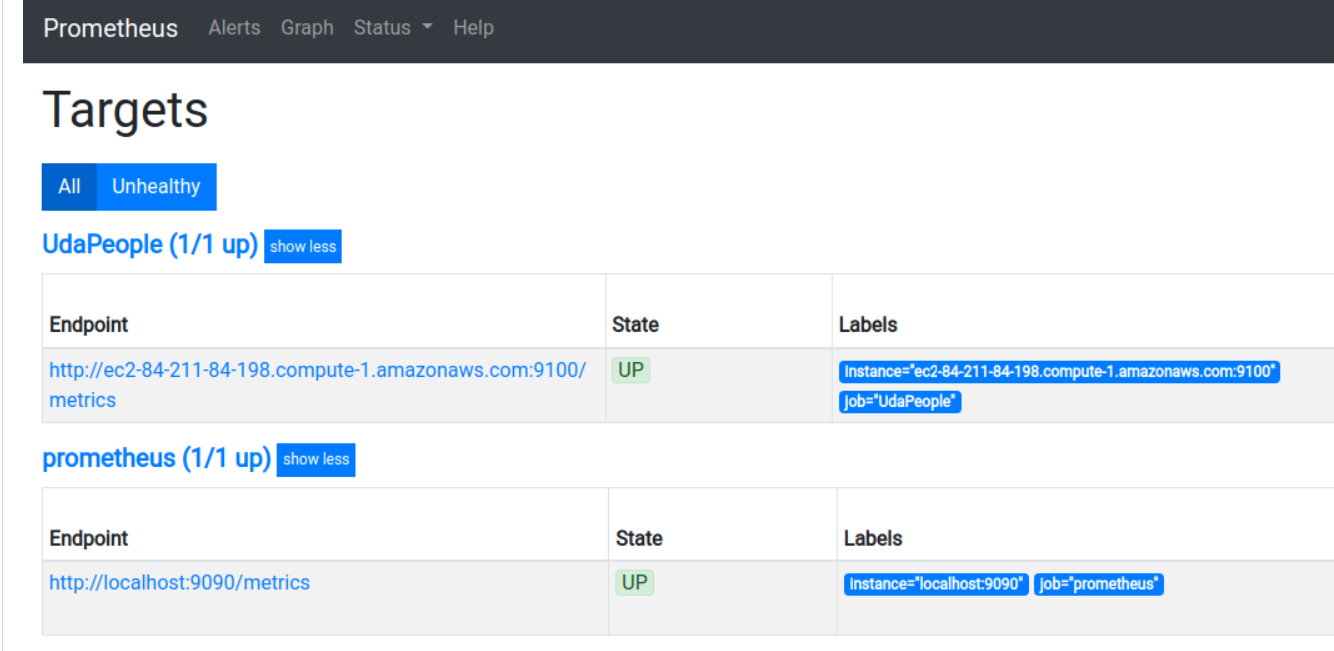 Prometheus Alerts Graph Status Help
Targets
All Unhealthy
UdaPeople (1/1 up) show less
Endpoint State Labels
http://ec2-84-211-84-198.compute-1.amazonaws.com:9100/ UP instance="ec2-84-211-84-198.compute-1.amazonaws.com:9100"
metrics job="UdaPeople"
prometheus (1/1 up) show less
Endpoint State Labels
http://localhost:9090/metrics UP instance="localhost:9090" job="prometheus"